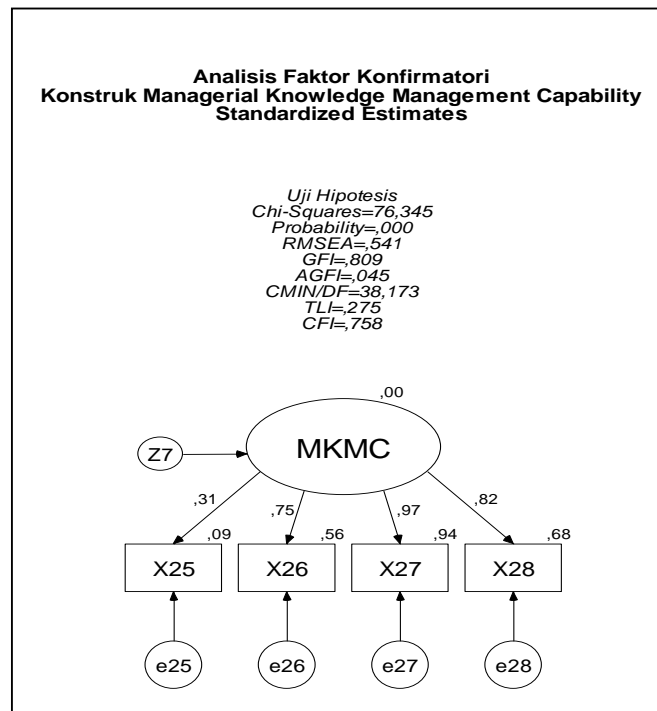 Analisis Faktor Konfirmatori
Konstruk Managerial Knowledge Management Capability
Standardized Estimates
Uji Hipotesis
Chi-Squares=76,345
Probability=,000
RMSEA=,541
GFI=,809
AGFI=,045
CMIN/DF=38,173
TLI=,275
CFI=,758
,00
Z7
MKMC
,31
,75
,97
,82
,09
,56
,94
,68
X25
X26
X27
X28
e25
e26
e27
e28